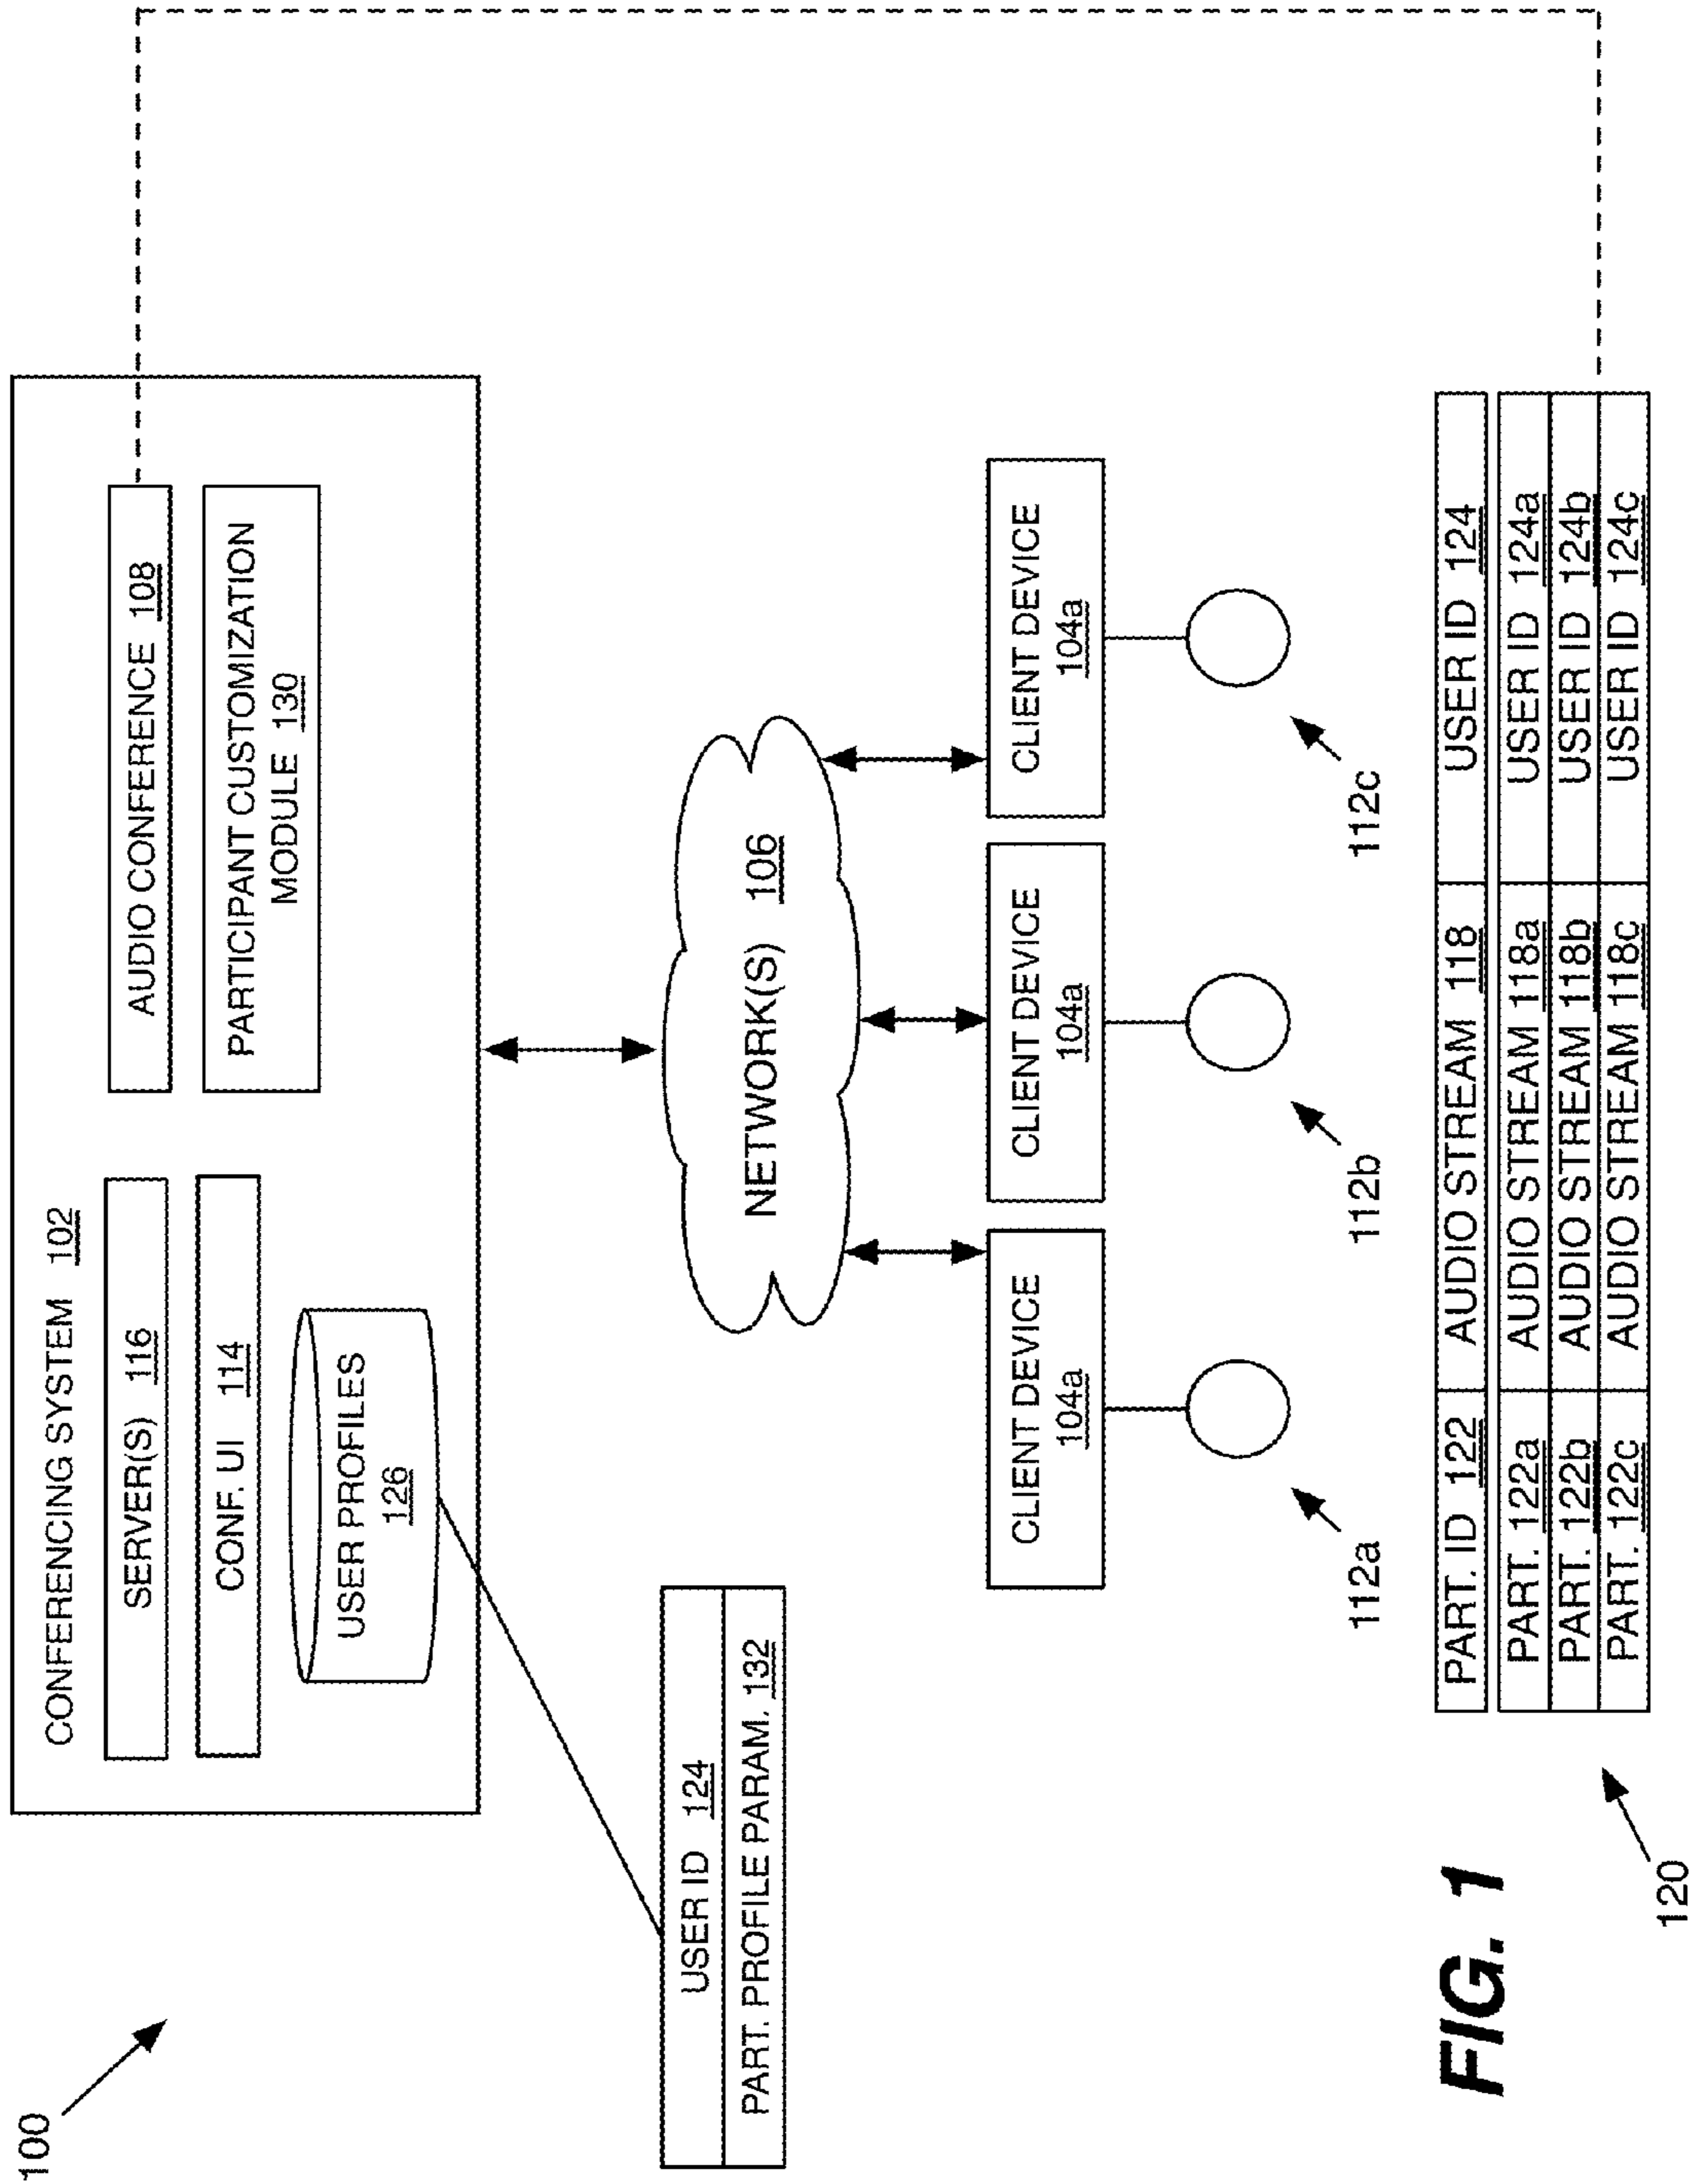 100
CONFERENCING SYSTEM 102
SERVER(S) 116
AUDIO CONFERENCE 108
CONF. UI 114
PARTICIPANT CUSTOMIZATION
MODULE 130
USER PROFILES
126
USER ID 124
PART. PROFILE PARAM. 132
NETWORK(S) 106
CLIENT DEVICE
104a
CLIENT DEVICE
104a
CLIENT DEVICE
104a
112a
112b
112c
PART. ID 122 AUDIO STREAM 118 USER ID 124
PART. 122a AUDIO STREAM 118a USER ID 124a
PART. 122b AUDIO STREAM 118b USER ID 124b
PART. 122c AUDIO STREAM 118c USER ID 124c
FIG. 1
120